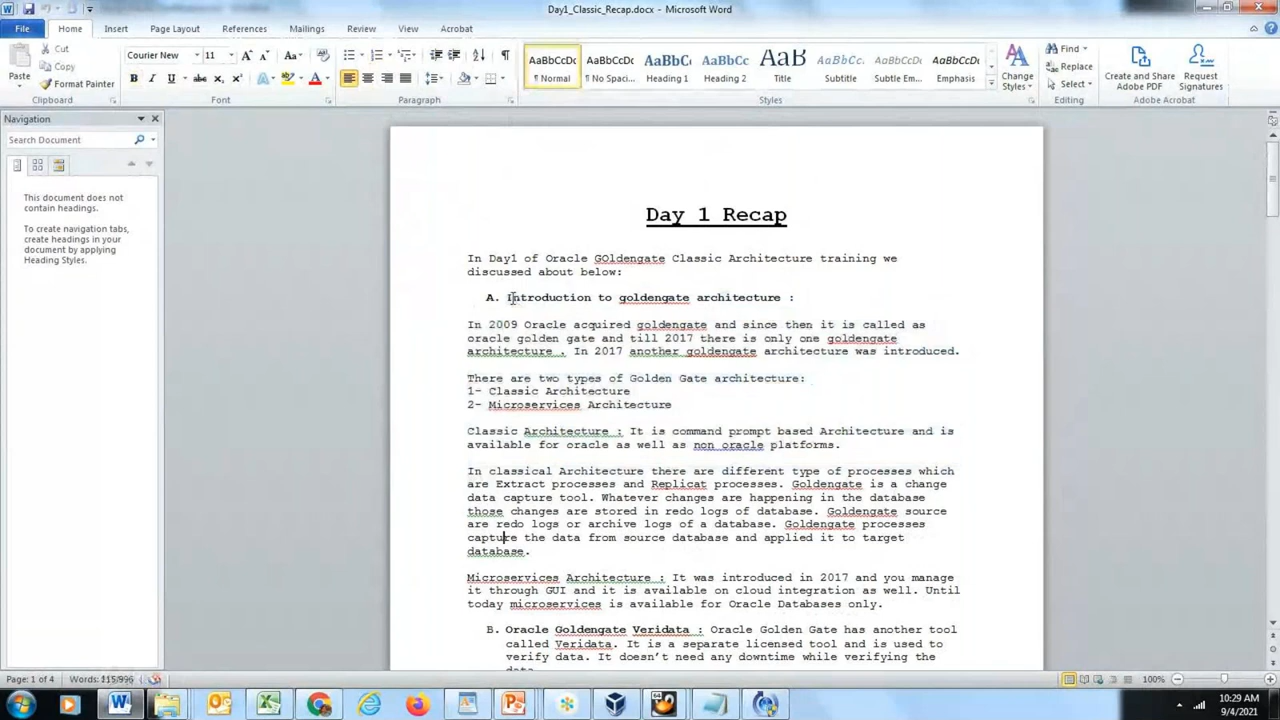 Day1_Classic_Recap.docx - Microsoft Word
File Home Insert Page Layout References Mailings Review View Acrobat
Paste
Cut
Copy
Format Painter
Clipboard
Courier New 11
Font
Paragraph
AaBbCcDc AaBbCcDc AaBbCc AaBbCc AaB AaBbCc. AaBbCcDc AaBbCcDc
¶ Normal ¶ No Spaci... Heading 1 Heading 2 Title Subtitle Subtle Em... Emphasis
Styles
Change Styles
Find
Replace
Select
Editing
Create and Share Adobe PDF
Request Signatures
Adobe Acrobat
Navigation
Search Document
This document does not
contain headings.
To create navigation tabs,
create headings in your
document by applying
Heading Styles.
Day 1 Recap
In Day1 of Oracle GOldengate Classic Architecture training we
discussed about below:
A. Introduction to goldengate architecture :
In 2009 Oracle acquired goldengate and since then it is called as
oracle golden gate and till 2017 there is only one goldengate
architecture . In 2017 another goldengate architecture was introduced.
There are two types of Golden Gate architecture:
1- Classic Architecture
2- Microservices Architecture
Classic Architecture : It is command prompt based Architecture and is
available for oracle as well as non oracle platforms.
In classical Architecture there are different type of processes which
are Extract processes and Replicat processes. Goldengate is a change
data capture tool. Whatever changes are happening in the database
those changes are stored in redo logs of database. Goldengate source
are redo logs or archive logs of a database. Goldengate processes
capture the data from source database and applied it to target
database.
Microservices Architecture : It was introduced in 2017 and you manage
it through GUI and it is available on cloud integration as well. Until
today microservices is available for Oracle Databases only.
B. Oracle Goldengate Veridata : Oracle Golden Gate has another tool
called Veridata. It is a separate licensed tool and is used to
verify data. It doesn't need any downtime while verifying the
data.
Page: 1 of 4 Words: 115/996
100%
10:29 AM
9/4/2021